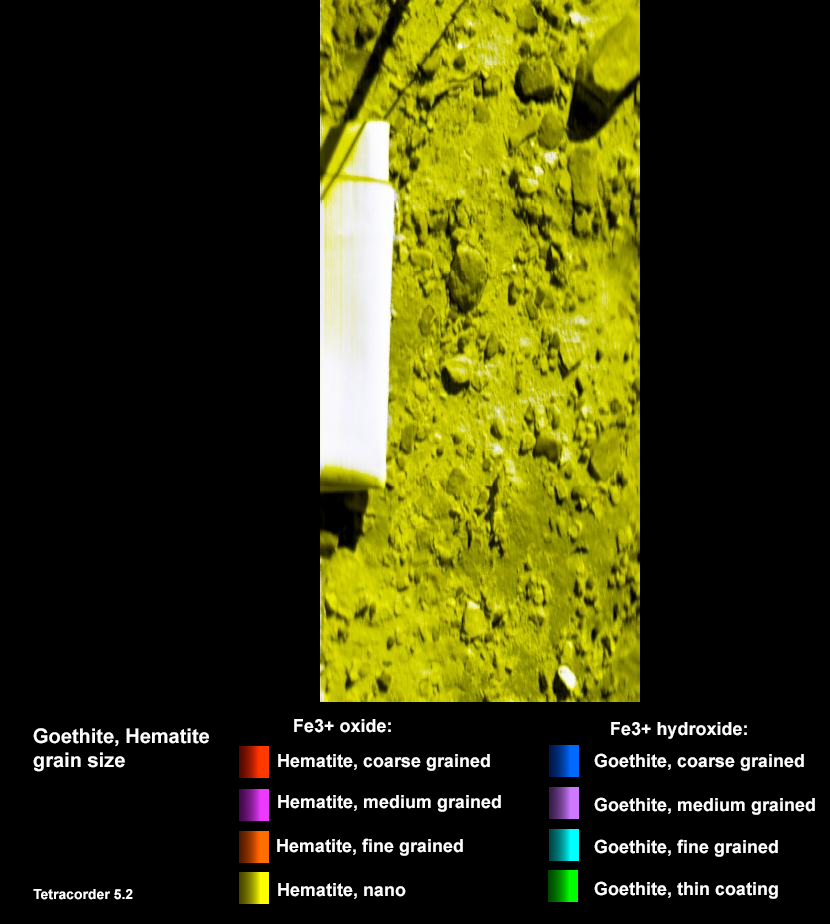 Goethite, Hematite
grain size
Fe3+ oxide:
Hematite, coarse grained
Hematite, medium grained
Hematite, fine grained
Hematite, nano
Fe3+ hydroxide:
Goethite, coarse grained
Goethite, medium grained
Goethite, fine grained
Goethite, thin coating
Tetracorder 5.2